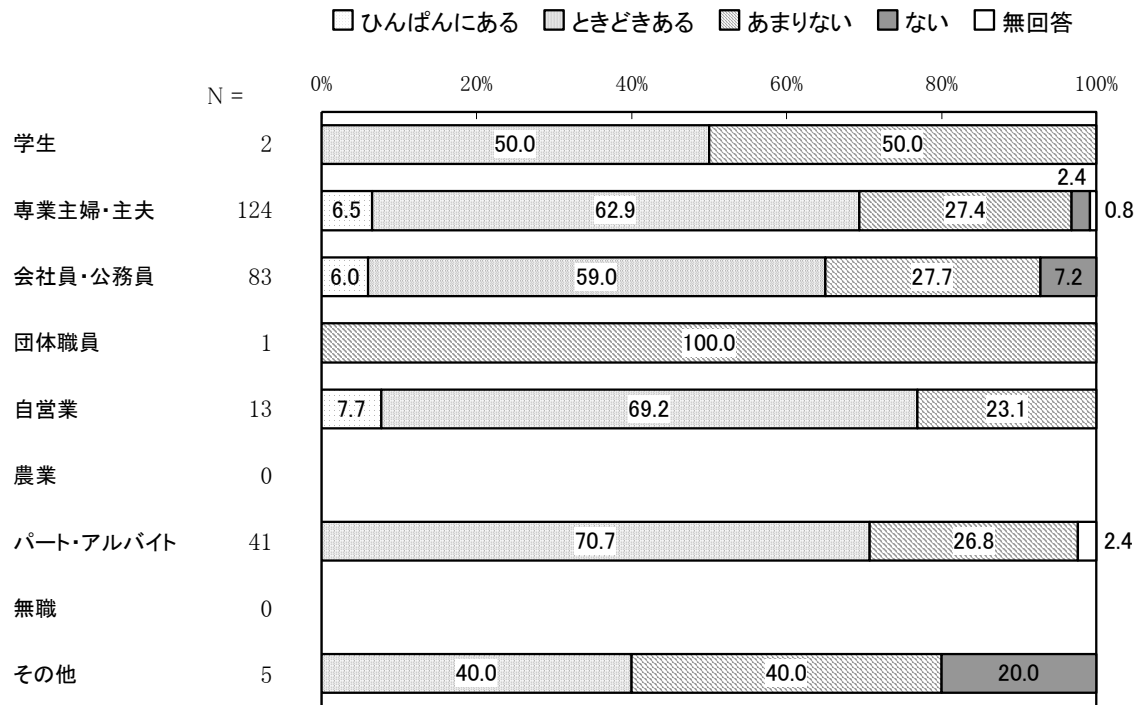 ひんぱんにある ときどきある あまりない ない 無回答
N = 0% 20% 40% 60% 80% 100%
学生 2 50.0 50.0
2.4
専業主婦・主夫 124 6.5 62.9 27.4 0.8
会社員・公務員 83 6.0 59.0 27.7 7.2
団体職員 1 100.0
自営業 13 7.7 69.2 23.1
農業 0
パート・アルバイト 41 70.7 26.8 2.4
無職 0
その他 5 40.0 40.0 20.0